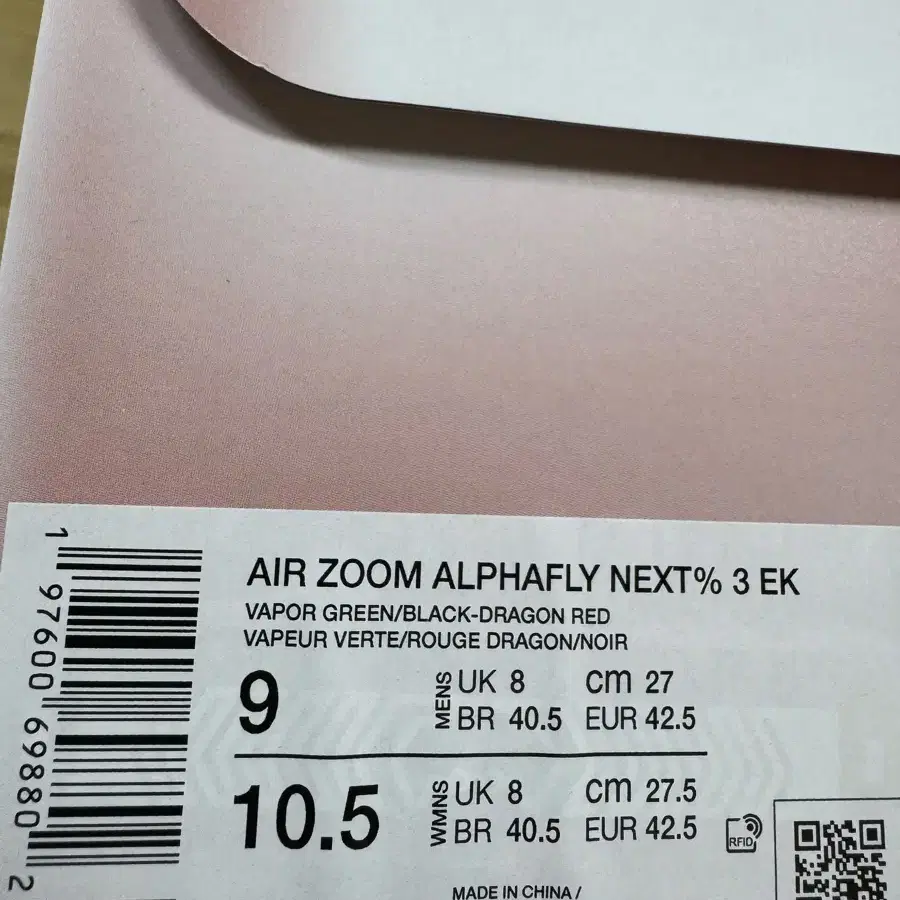 AIR ZOOM ALPHAFLY NEXT% 3 EK
VAPOR GREEN/BLACK-DRAGON RED
VAPEUR VERTE/ROUGE DRAGON/NOIR
9
MENS
UK 8 CM 27
BR 40.5 EUR 42.5
10.5
WMNS
UK 8 CM 27.5
BR 40.5 EUR 42.5
RFID
MADE IN CHINA /
1 97600 69880 2